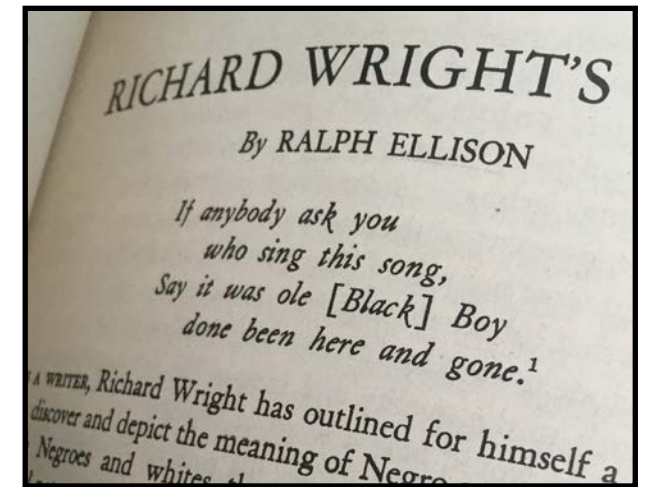 RICHARD WRIGHT'S
By RALPH ELLISON
If anybody ask you
who sing this song,
Say it was ole [Black] Boy
done been here and gone.¹
A WRITER, Richard Wright has outlined for himself a
discover and depict the meaning of Negro
Negroes and whites